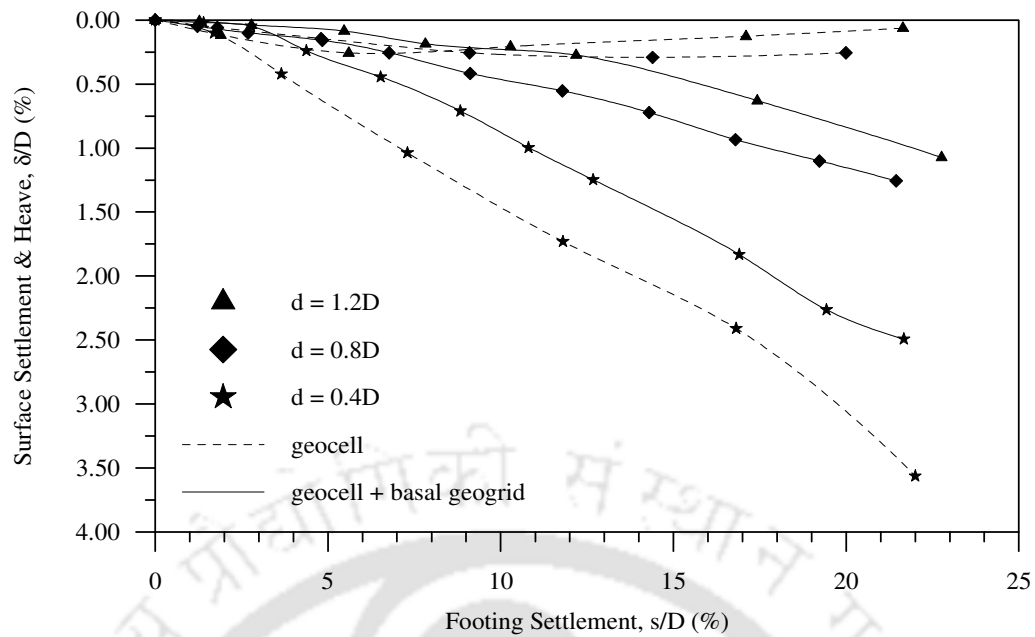 0.00
0.50
1.00
1.50
2.00
2.50
3.00
3.50
4.00
Surface Settlement & Heave, δ/D (%)
d = 1.2D
d = 0.8D
d = 0.4D
geocell
geocell + basal geogrid
0 5 10 15 20 25
Footing Settlement, s/D (%)
प्रौद्योगिकी संस्थान